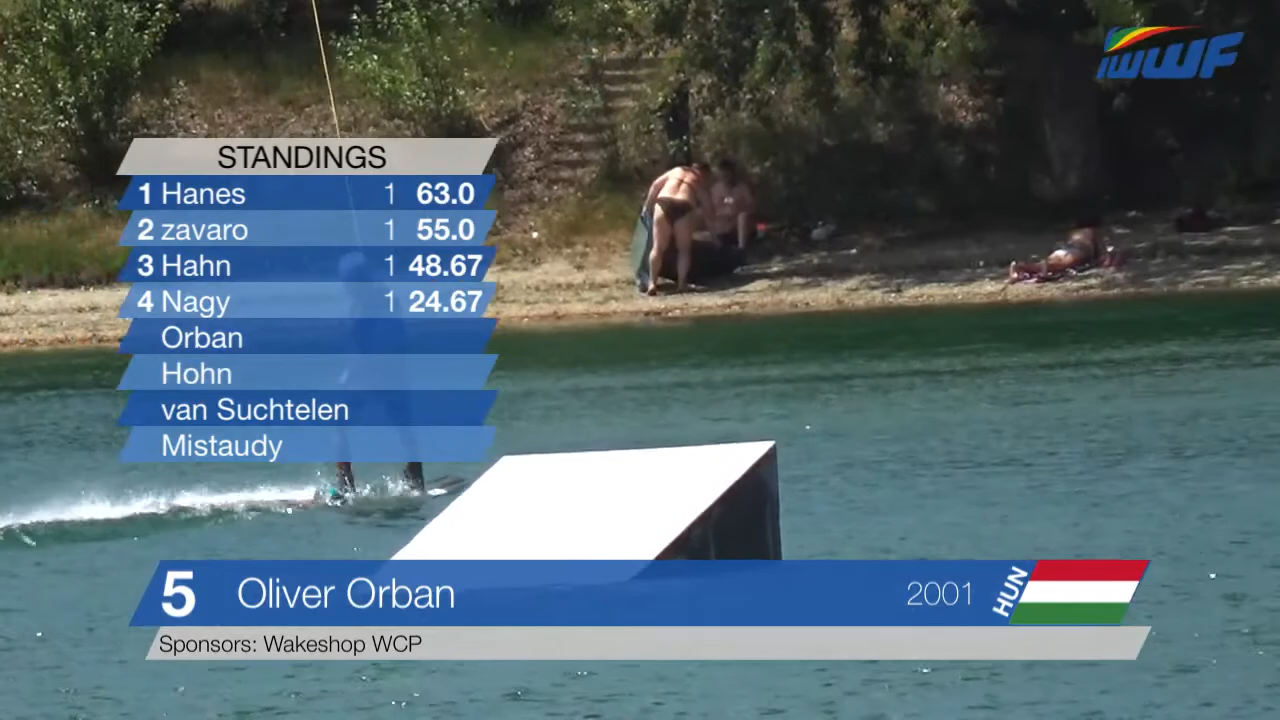 IWWF
STANDINGS
1 Hanes 1 63.0
2 zavaro 1 55.0
3 Hahn 1 48.67
4 Nagy 1 24.67
Orban
Hohn
van Suchtelen
Mistaudy
5 Oliver Orban 2001 HUN
Sponsors: Wakeshop WCP